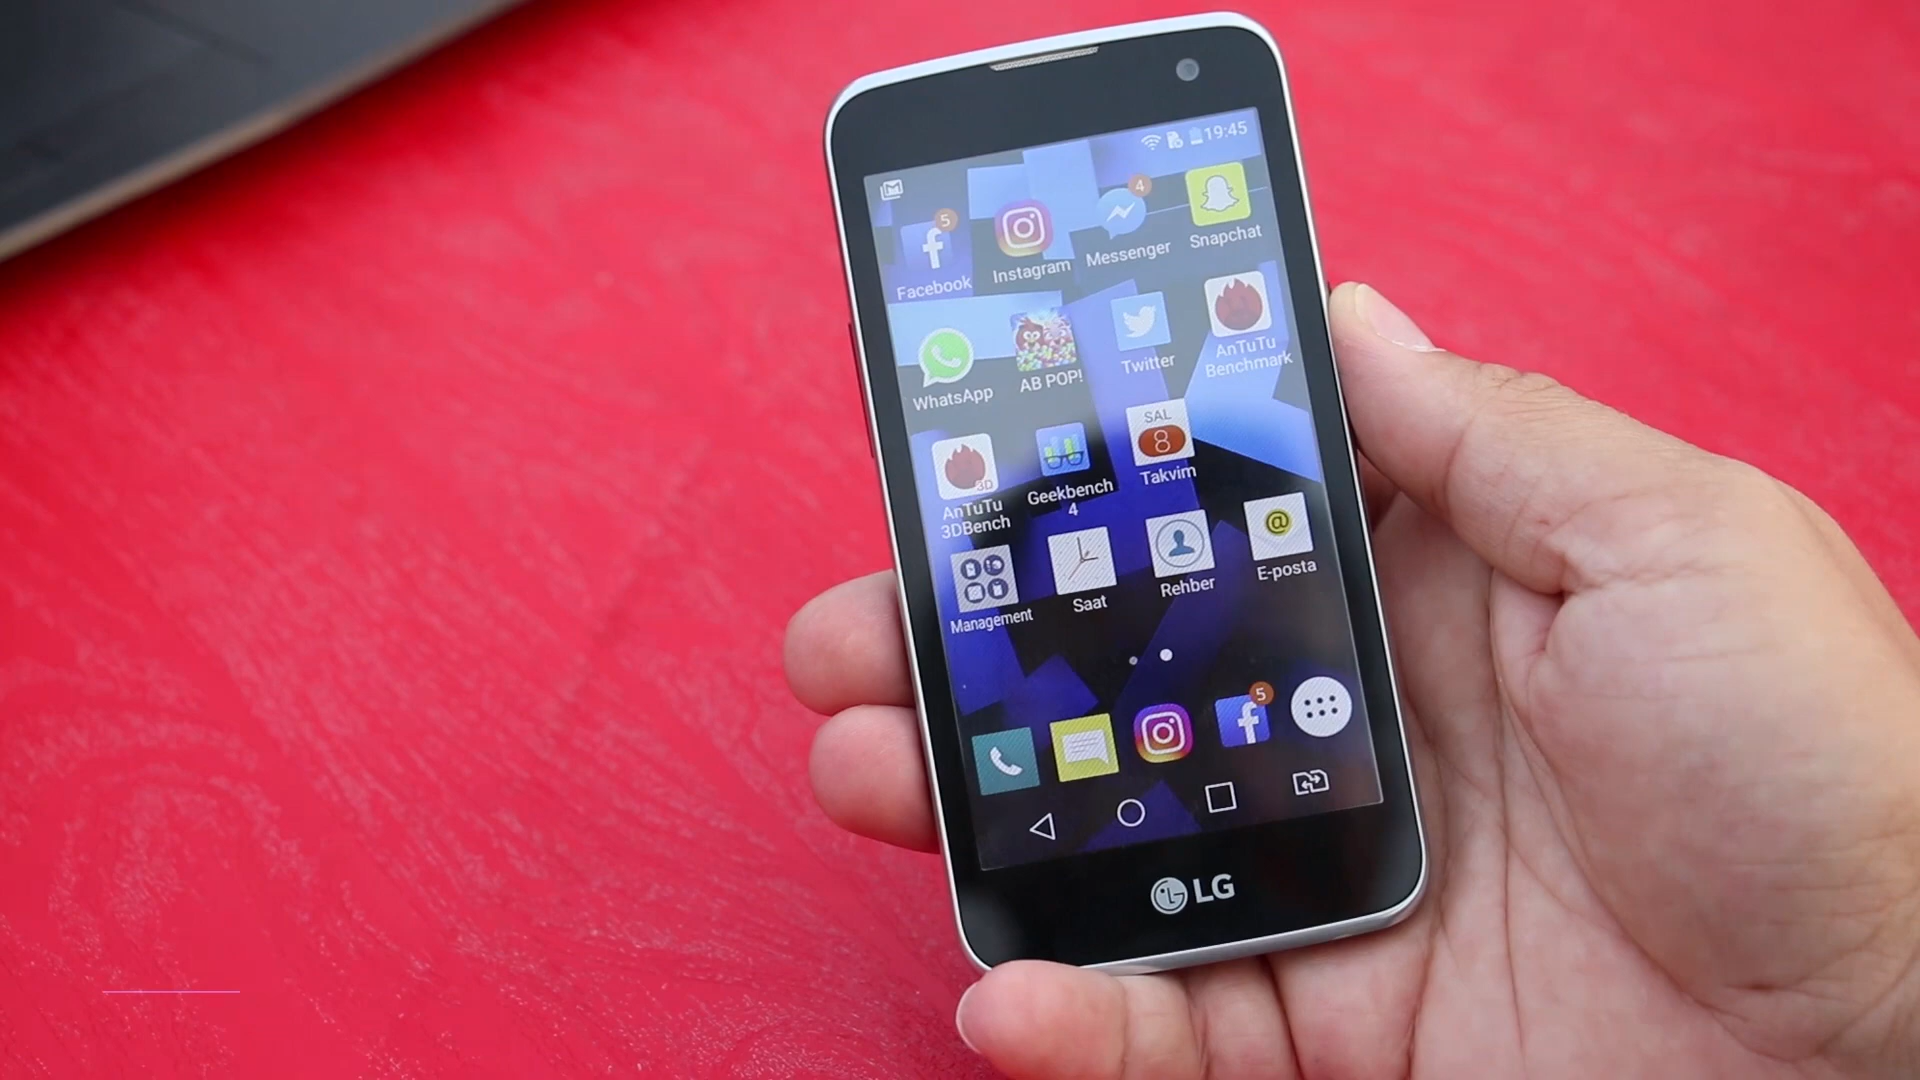 19:45
5
4
Facebook
Instagram
Messenger
Snapchat
WhatsApp
AB POP!
Twitter
AnTuTu
Benchmark
3D
AnTuTu
3DBench
Geekbench
4
SAL
8
Takvim
Management
Saat
Rehber
@
E-posta
5
LG